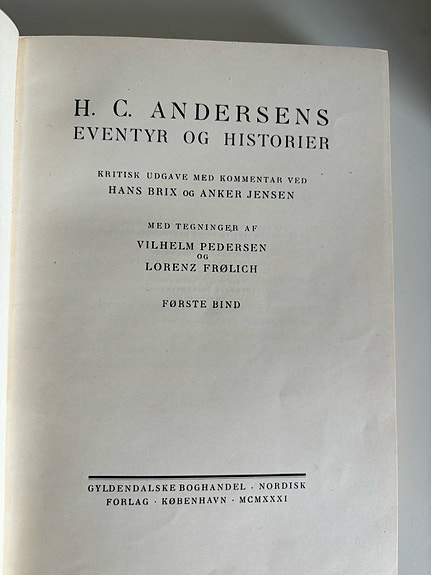 H. C. ANDERSENS
EVENTYR OG HISTORIER
KRITISK UDGAVE MED KOMMENTAR VED
HANS BRIX OG ANKER JENSEN
MED TEGNINGER AF
VILHELM PEDERSEN
OG
LORENZ FRØLICH
FØRSTE BIND
GYLDENDALSKE BOGHANDEL · NORDISK
FORLAG · KØBENHAVN · MCMXXXI